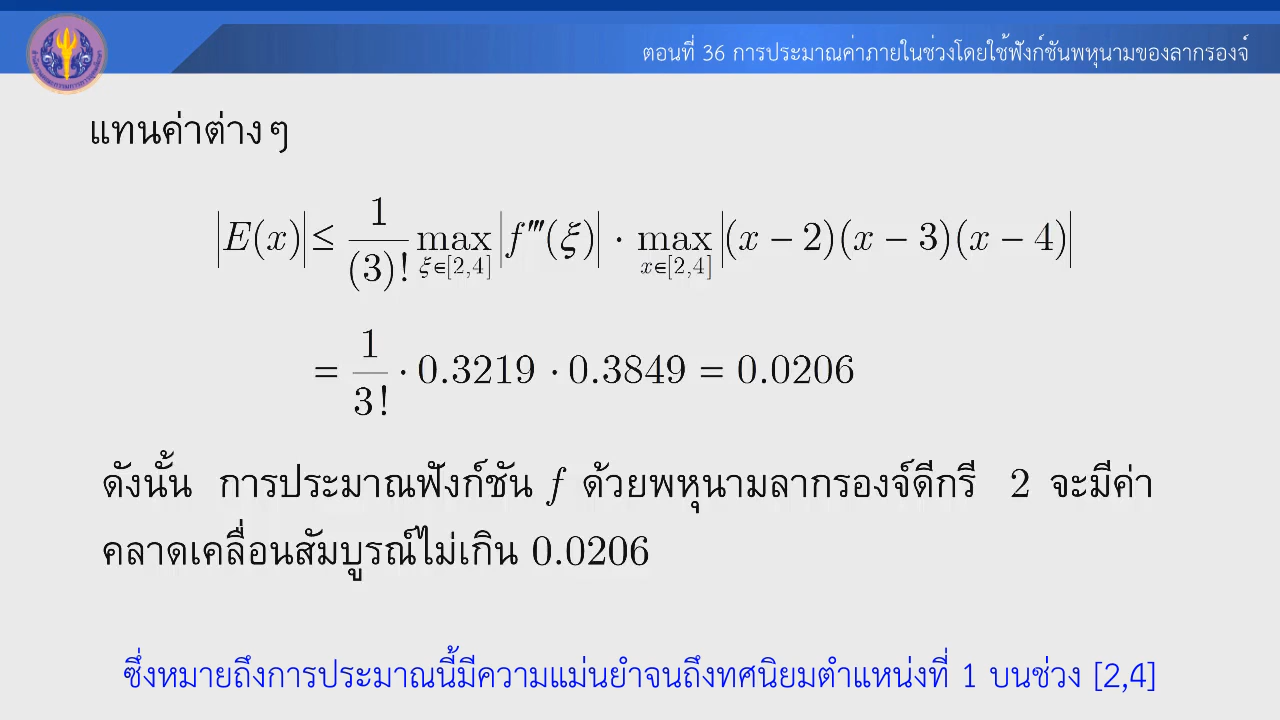 ตอนที่ 36 การประมาณค่าภายในช่วงโดยใช้ฟังก์ชันพหุนามของลากรองจ์
แทนค่าต่างๆ
|E(x)| ≤ 1/(3)! max_{ξ∈[2,4]} |f‴(ξ)| · max_{x∈[2,4]} |(x − 2)(x − 3)(x − 4)|
= 1/3! · 0.3219 · 0.3849 = 0.0206
ดังนั้น การประมาณฟังก์ชัน f ด้วยพหุนามลากรองจ์ดีกรี 2 จะมีค่า
คลาดเคลื่อนสัมบูรณ์ไม่เกิน 0.0206
ซึ่งหมายถึงการประมาณนี้มีความแม่นยำจนถึงทศนิยมตำแหน่งที่ 1 บนช่วง [2,4]